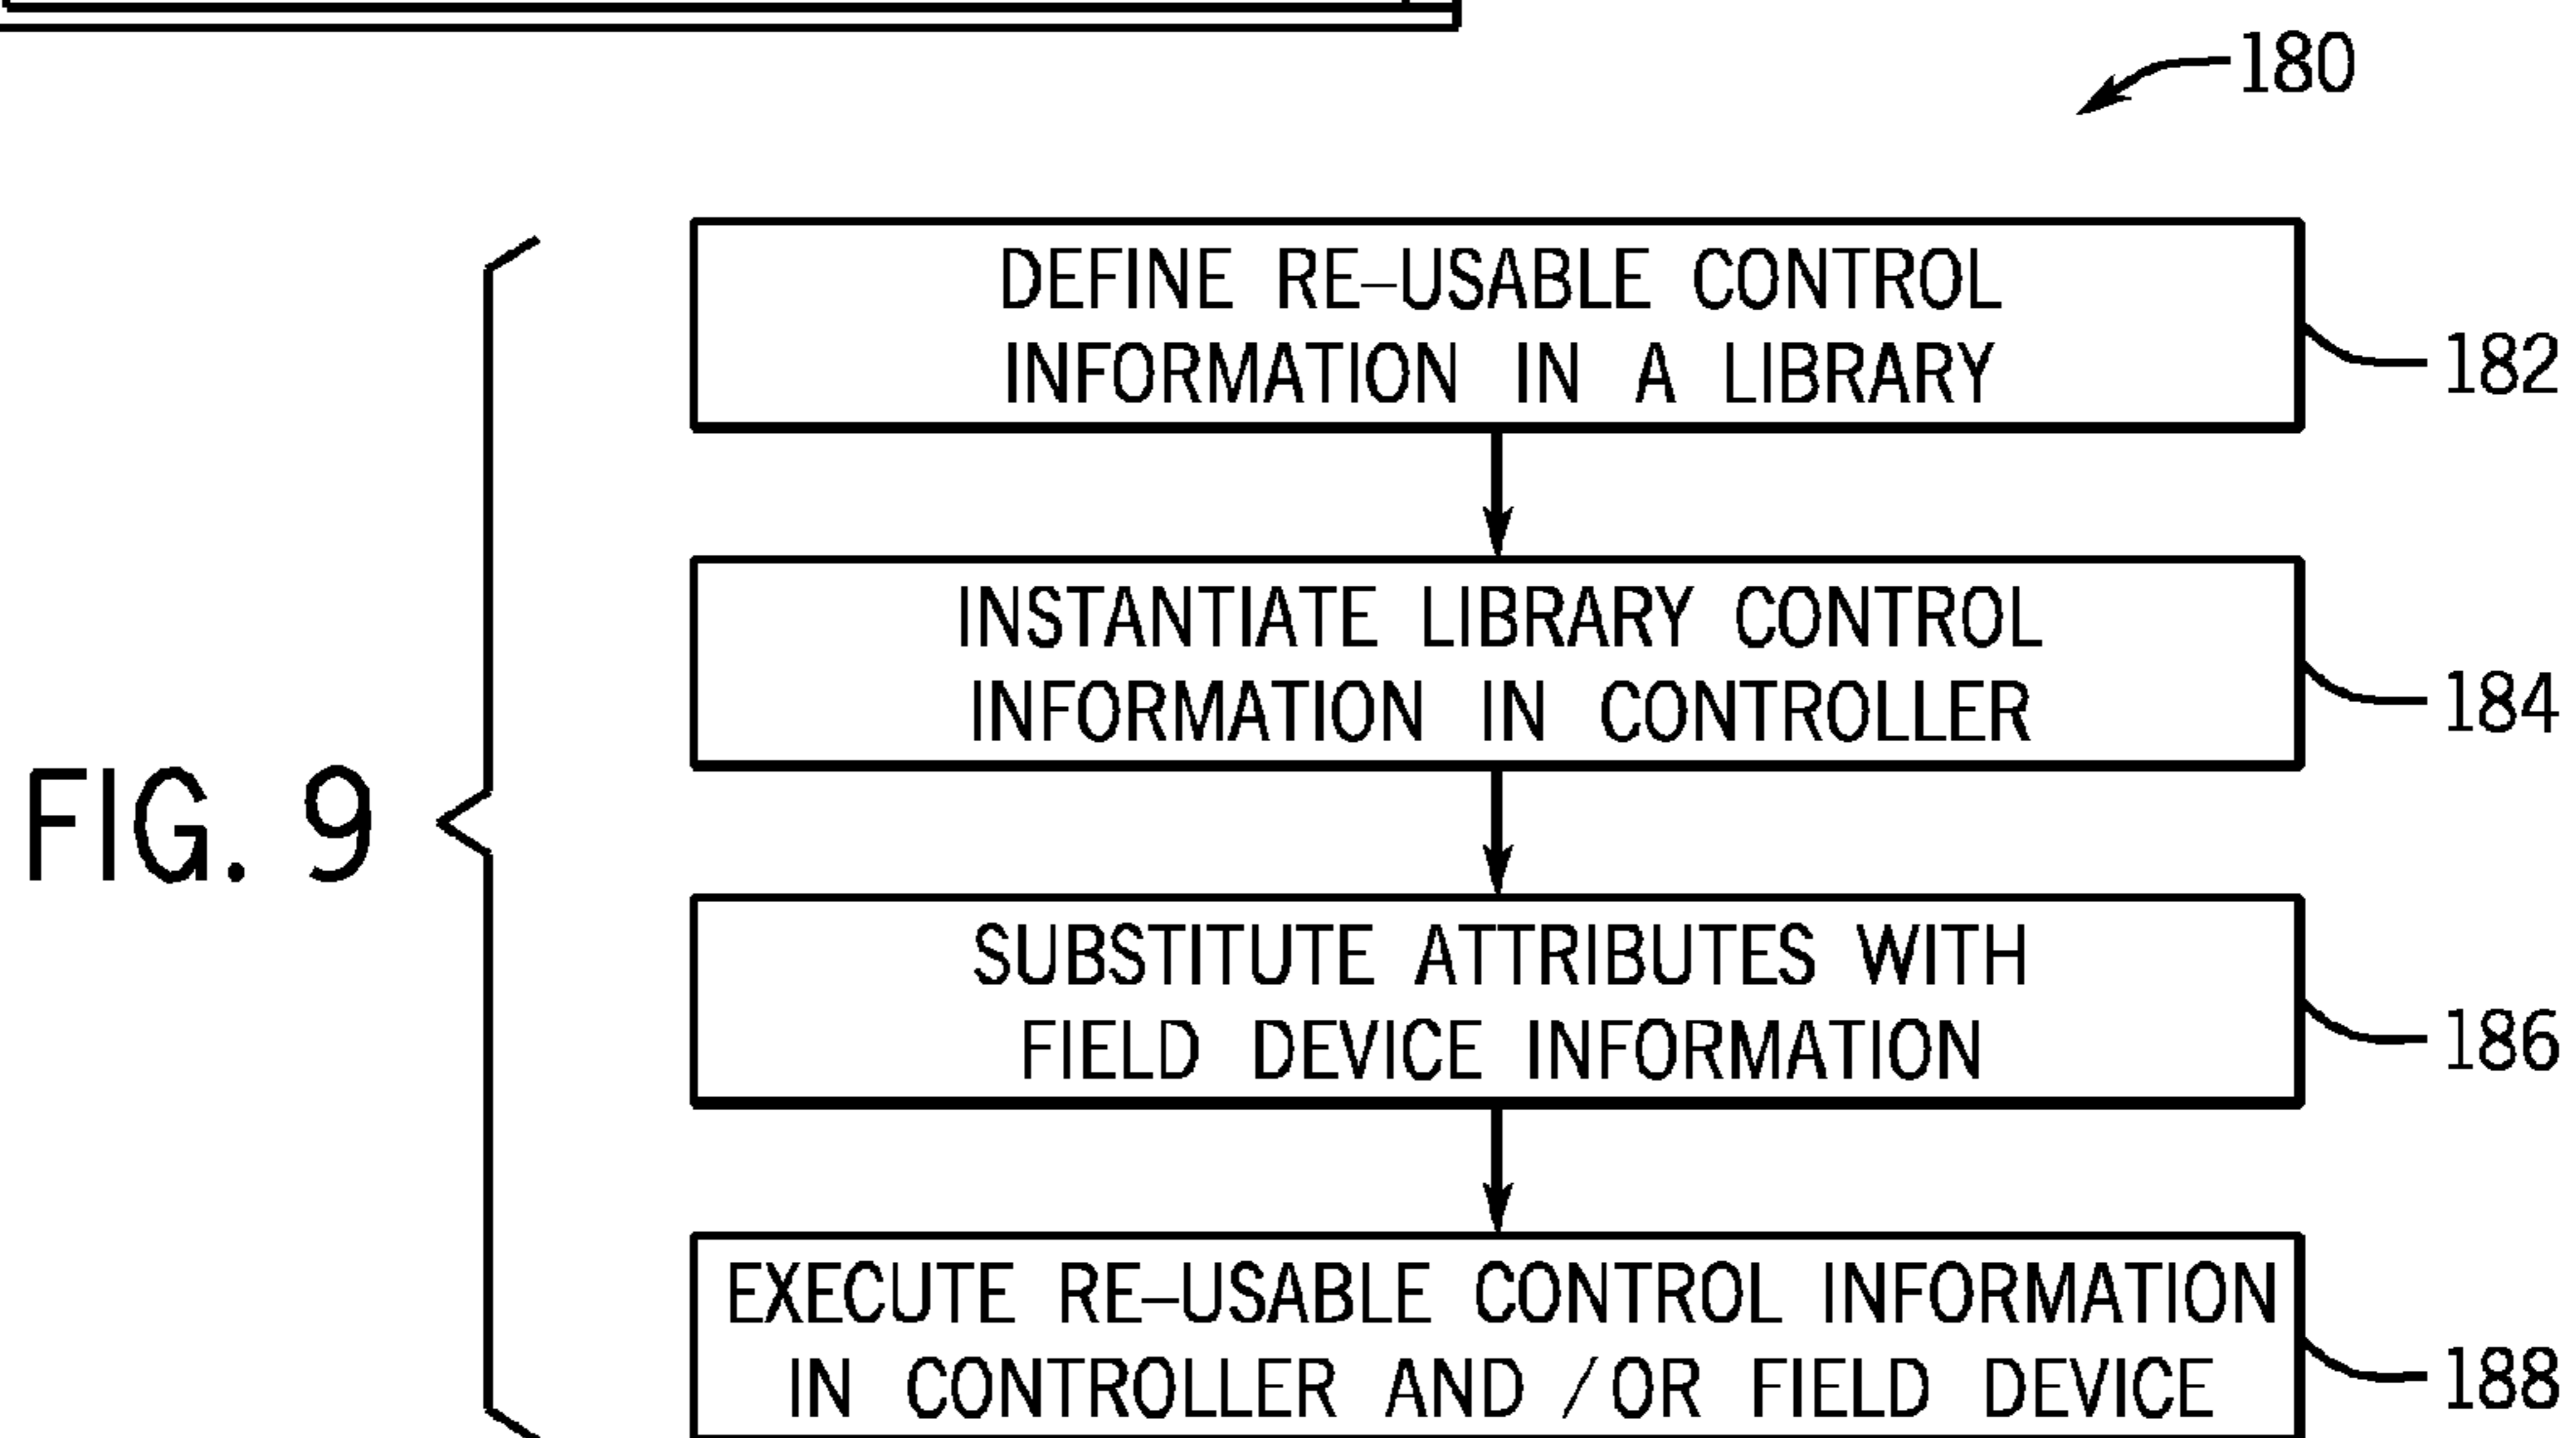 180
DEFINE RE–USABLE CONTROL
INFORMATION IN A LIBRARY
182
INSTANTIATE LIBRARY CONTROL
INFORMATION IN CONTROLLER
184
FIG. 9
SUBSTITUTE ATTRIBUTES WITH
FIELD DEVICE INFORMATION
186
EXECUTE RE–USABLE CONTROL INFORMATION
IN CONTROLLER AND /OR FIELD DEVICE
188